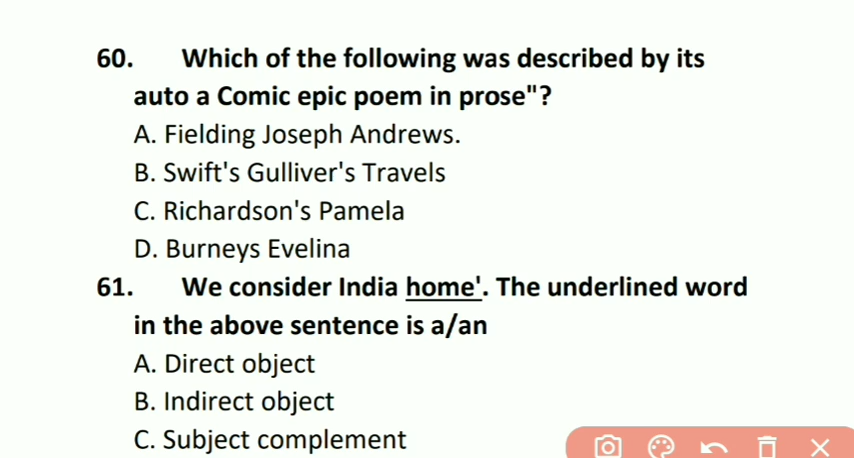 60. Which of the following was described by its
auto a Comic epic poem in prose"?
A. Fielding Joseph Andrews.
B. Swift's Gulliver's Travels
C. Richardson's Pamela
D. Burneys Evelina
61. We consider India home'. The underlined word
in the above sentence is a/an
A. Direct object
B. Indirect object
C. Subject complement